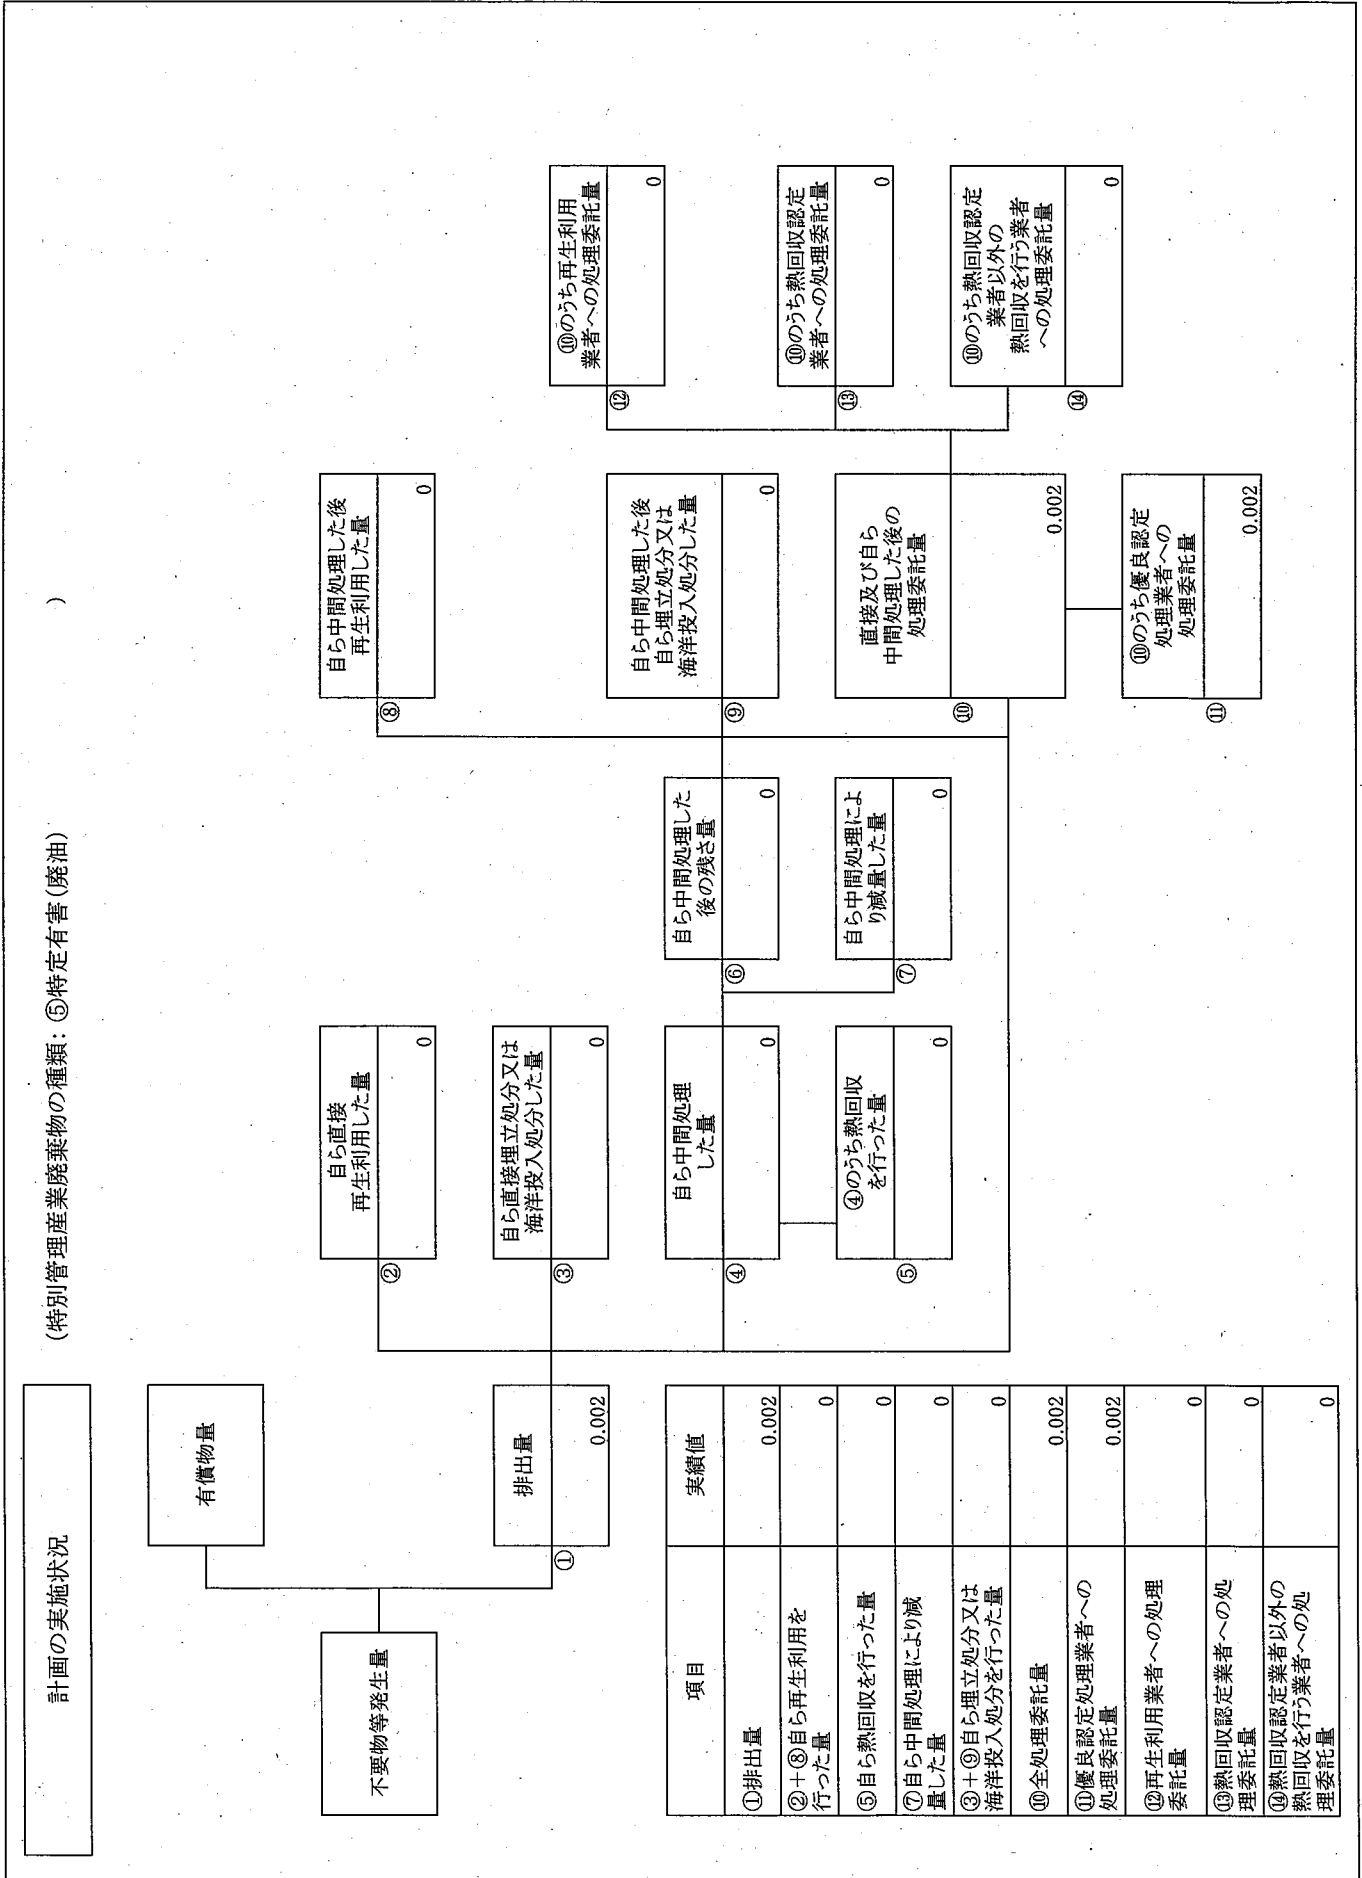 計画の実施状況
(特別管理産業廃棄物の種類:⑤特定有害(廃油)
)
不要物等発生量
有償物量
①
排出量
0.002
②
自ら直接
再生利用した量
0
③
自ら直接埋立処分又は
海洋投入処分した量
0
④
自ら中間処理
した量
0
⑤
④のうち熱回収
を行った量
0
⑥
自ら中間処理した
後の残さ量
0
⑦
自ら中間処理によ
り減量した量
0
⑧
自ら中間処理した後
再生利用した量
0
⑨
自ら中間処理した後
自ら埋立処分又は
海洋投入処分した量
0
⑩
直接及び自ら
中間処理した後の
処理委託量
0.002
⑪
⑩のうち優良認定
処理業者への
処理委託量
0.002
⑫
⑩のうち再生利用
業者への処理委託量
0
⑬
⑩のうち熱回収認定
業者への処理委託量
0
⑭
⑩のうち熱回収認定
業者以外の
熱回収を行う業者
への処理委託量
0
項目 実績値
①排出量 0.002
②+⑧自ら再生利用を
行った量 0
⑤自ら熱回収を行った量 0
⑦自ら中間処理により減
量した量 0
③+⑨自ら埋立処分又は
海洋投入処分を行った量 0
⑩全処理委託量 0.002
⑪優良認定処理業者への
処理委託量 0.002
⑫再生利用業者への処理
委託量 0
⑬熱回収認定業者への処
理委託量 0
⑭熱回収認定業者以外の
熱回収を行う業者への処
理委託量 0